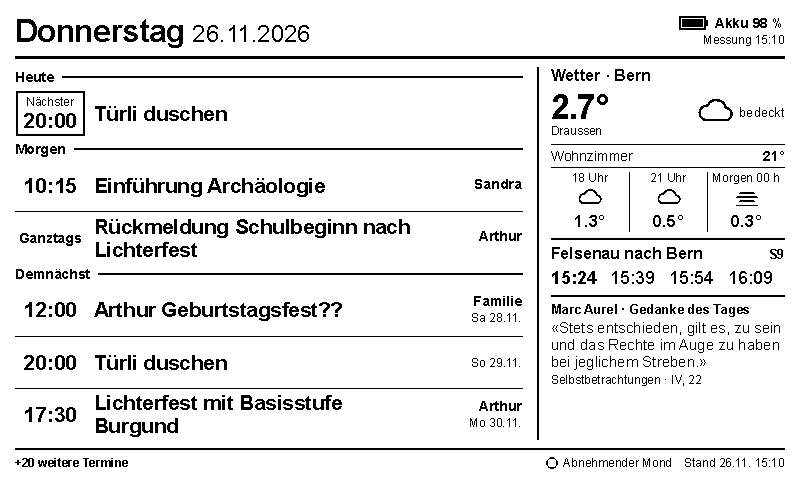 Donnerstag 26.11.2026
Akku 98 %
Messung 15:10
Heute
Nächster
20:00
Türli duschen
Morgen
10:15
Einführung Archäologie
Sandra
Ganztags
Rückmeldung Schulbeginn nach
Lichterfest
Arthur
Demnächst
12:00
Arthur Geburtstagsfest??
Familie
Sa 28.11.
20:00
Türli duschen
So 29.11.
17:30
Lichterfest mit Basisstufe
Burgund
Arthur
Mo 30.11.
+20 weitere Termine
Wetter · Bern
2.7°
bedeckt
Draussen
Wohnzimmer 21°
18 Uhr
1.3°
21 Uhr
0.5°
Morgen 00 h
0.3°
Felsenau nach Bern S9
15:24 15:39 15:54 16:09
Marc Aurel · Gedanke des Tages
«Stets entschieden, gilt es, zu sein
und das Rechte im Auge zu haben
bei jeglichem Streben.»
Selbstbetrachtungen · IV, 22
Abnehmender Mond Stand 26.11. 15:10